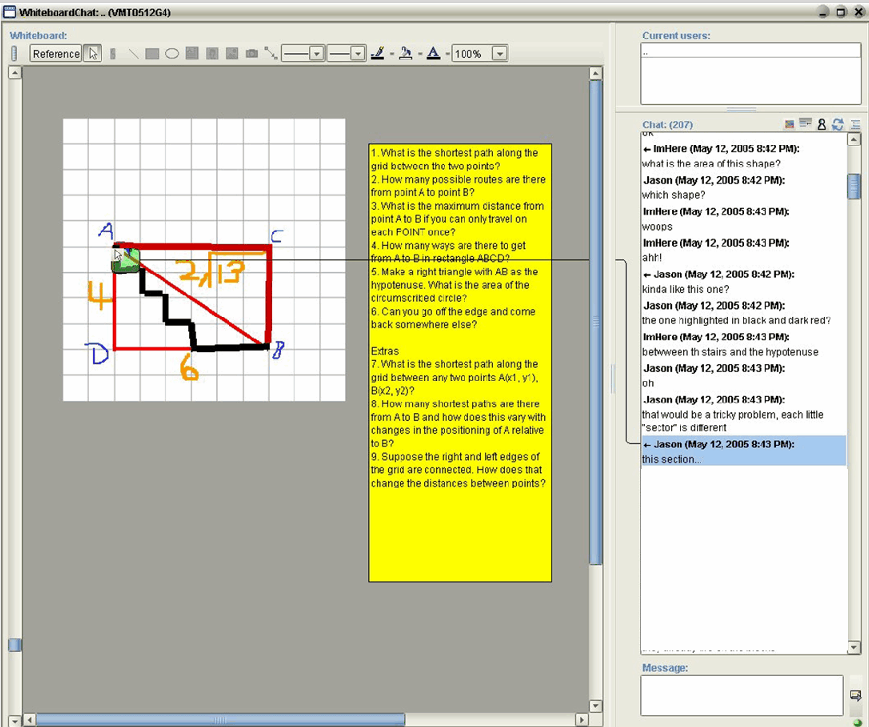 WhiteboardChat: .. (VMT0512G4)
Whiteboard:
Reference
100%
A
C
2√13
4
D
6
B
1. What is the shortest path along the
grid between the two points?
2. How many possible routes are there
from point A to point B?
3. What is the maximum distance from
point A to B if you can only travel on
each POINT once?
4. How many ways are there to get
from A to B in rectangle ABCD?
5. Make a right triangle with AB as the
hypotenuse. What is the area of the
circumscribed circle?
6. Can you go off the edge and come
back somewhere else?
Extras
7. What is the shortest path along the
grid between any two points A(x1, y1),
B(x2, y2)?
8. How many shortest paths are there
from A to B and how does this vary with
changes in the positioning of A relative
to B?
9. Suppose the right and left edges of
the grid are connected. How does that
change the distances between points?
Current users:
..
Chat: (207)
ok
← ImHere (May 12, 2005 8:42 PM):
what is the area of this shape?
Jason (May 12, 2005 8:42 PM):
which shape?
ImHere (May 12, 2005 8:43 PM):
woops
ImHere (May 12, 2005 8:43 PM):
ahh!
← Jason (May 12, 2005 8:42 PM):
kinda like this one?
Jason (May 12, 2005 8:43 PM):
the one highlighted in black and dark red?
ImHere (May 12, 2005 8:43 PM):
betwween th stairs and the hypotenuse
Jason (May 12, 2005 8:43 PM):
oh
Jason (May 12, 2005 8:43 PM):
that would be a tricky problem, each little
"sector" is different
← Jason (May 12, 2005 8:43 PM):
this section...
Message: